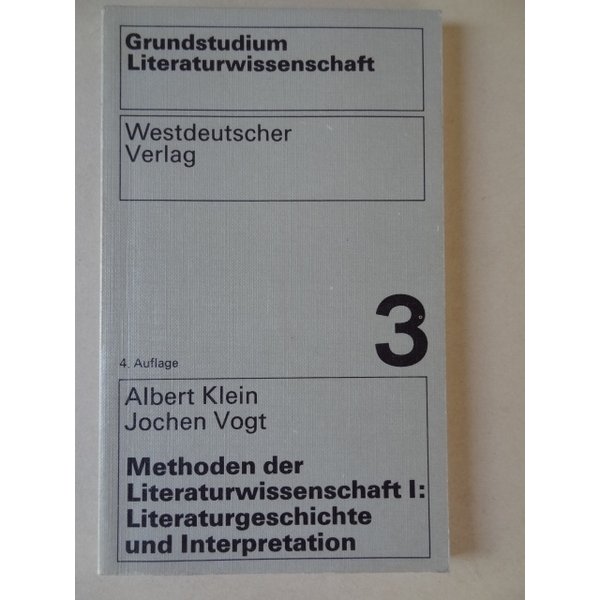 Grundstudium
Literaturwissenschaft
Westdeutscher
Verlag
3
4. Auflage
Albert Klein
Jochen Vogt
Methoden der
Literaturwissenschaft I:
Literaturgeschichte
und Interpretation